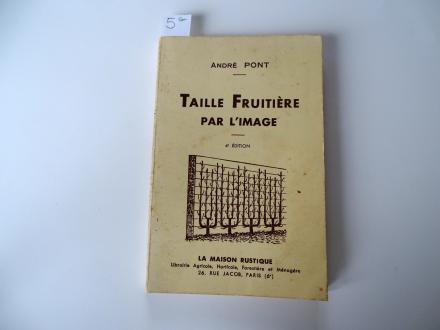 5
ANDRÉ PONT
TAILLE FRUITIÈRE
PAR L'IMAGE
4e ÉDITION
LA MAISON RUSTIQUE
Librairie Agricole, Horticole, Forestière et Ménagère
26, RUE JACOB, PARIS (6e)